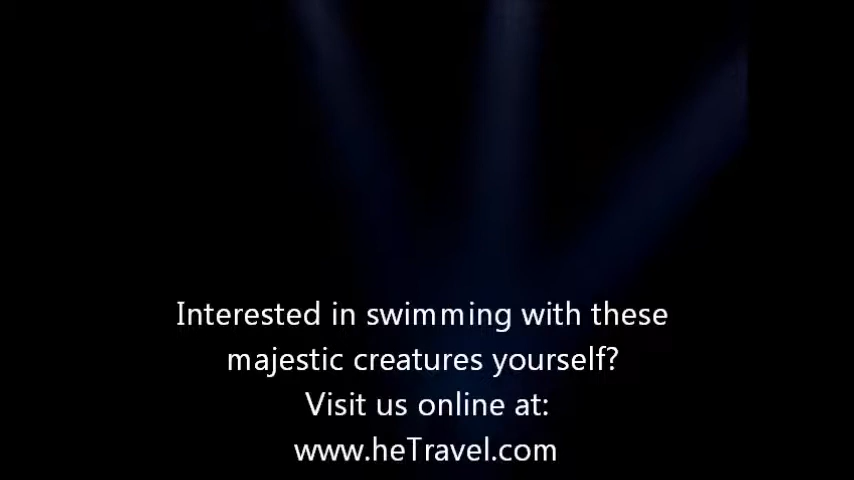 Interested in swimming with these
majestic creatures yourself?
Visit us online at:
www.heTravel.com